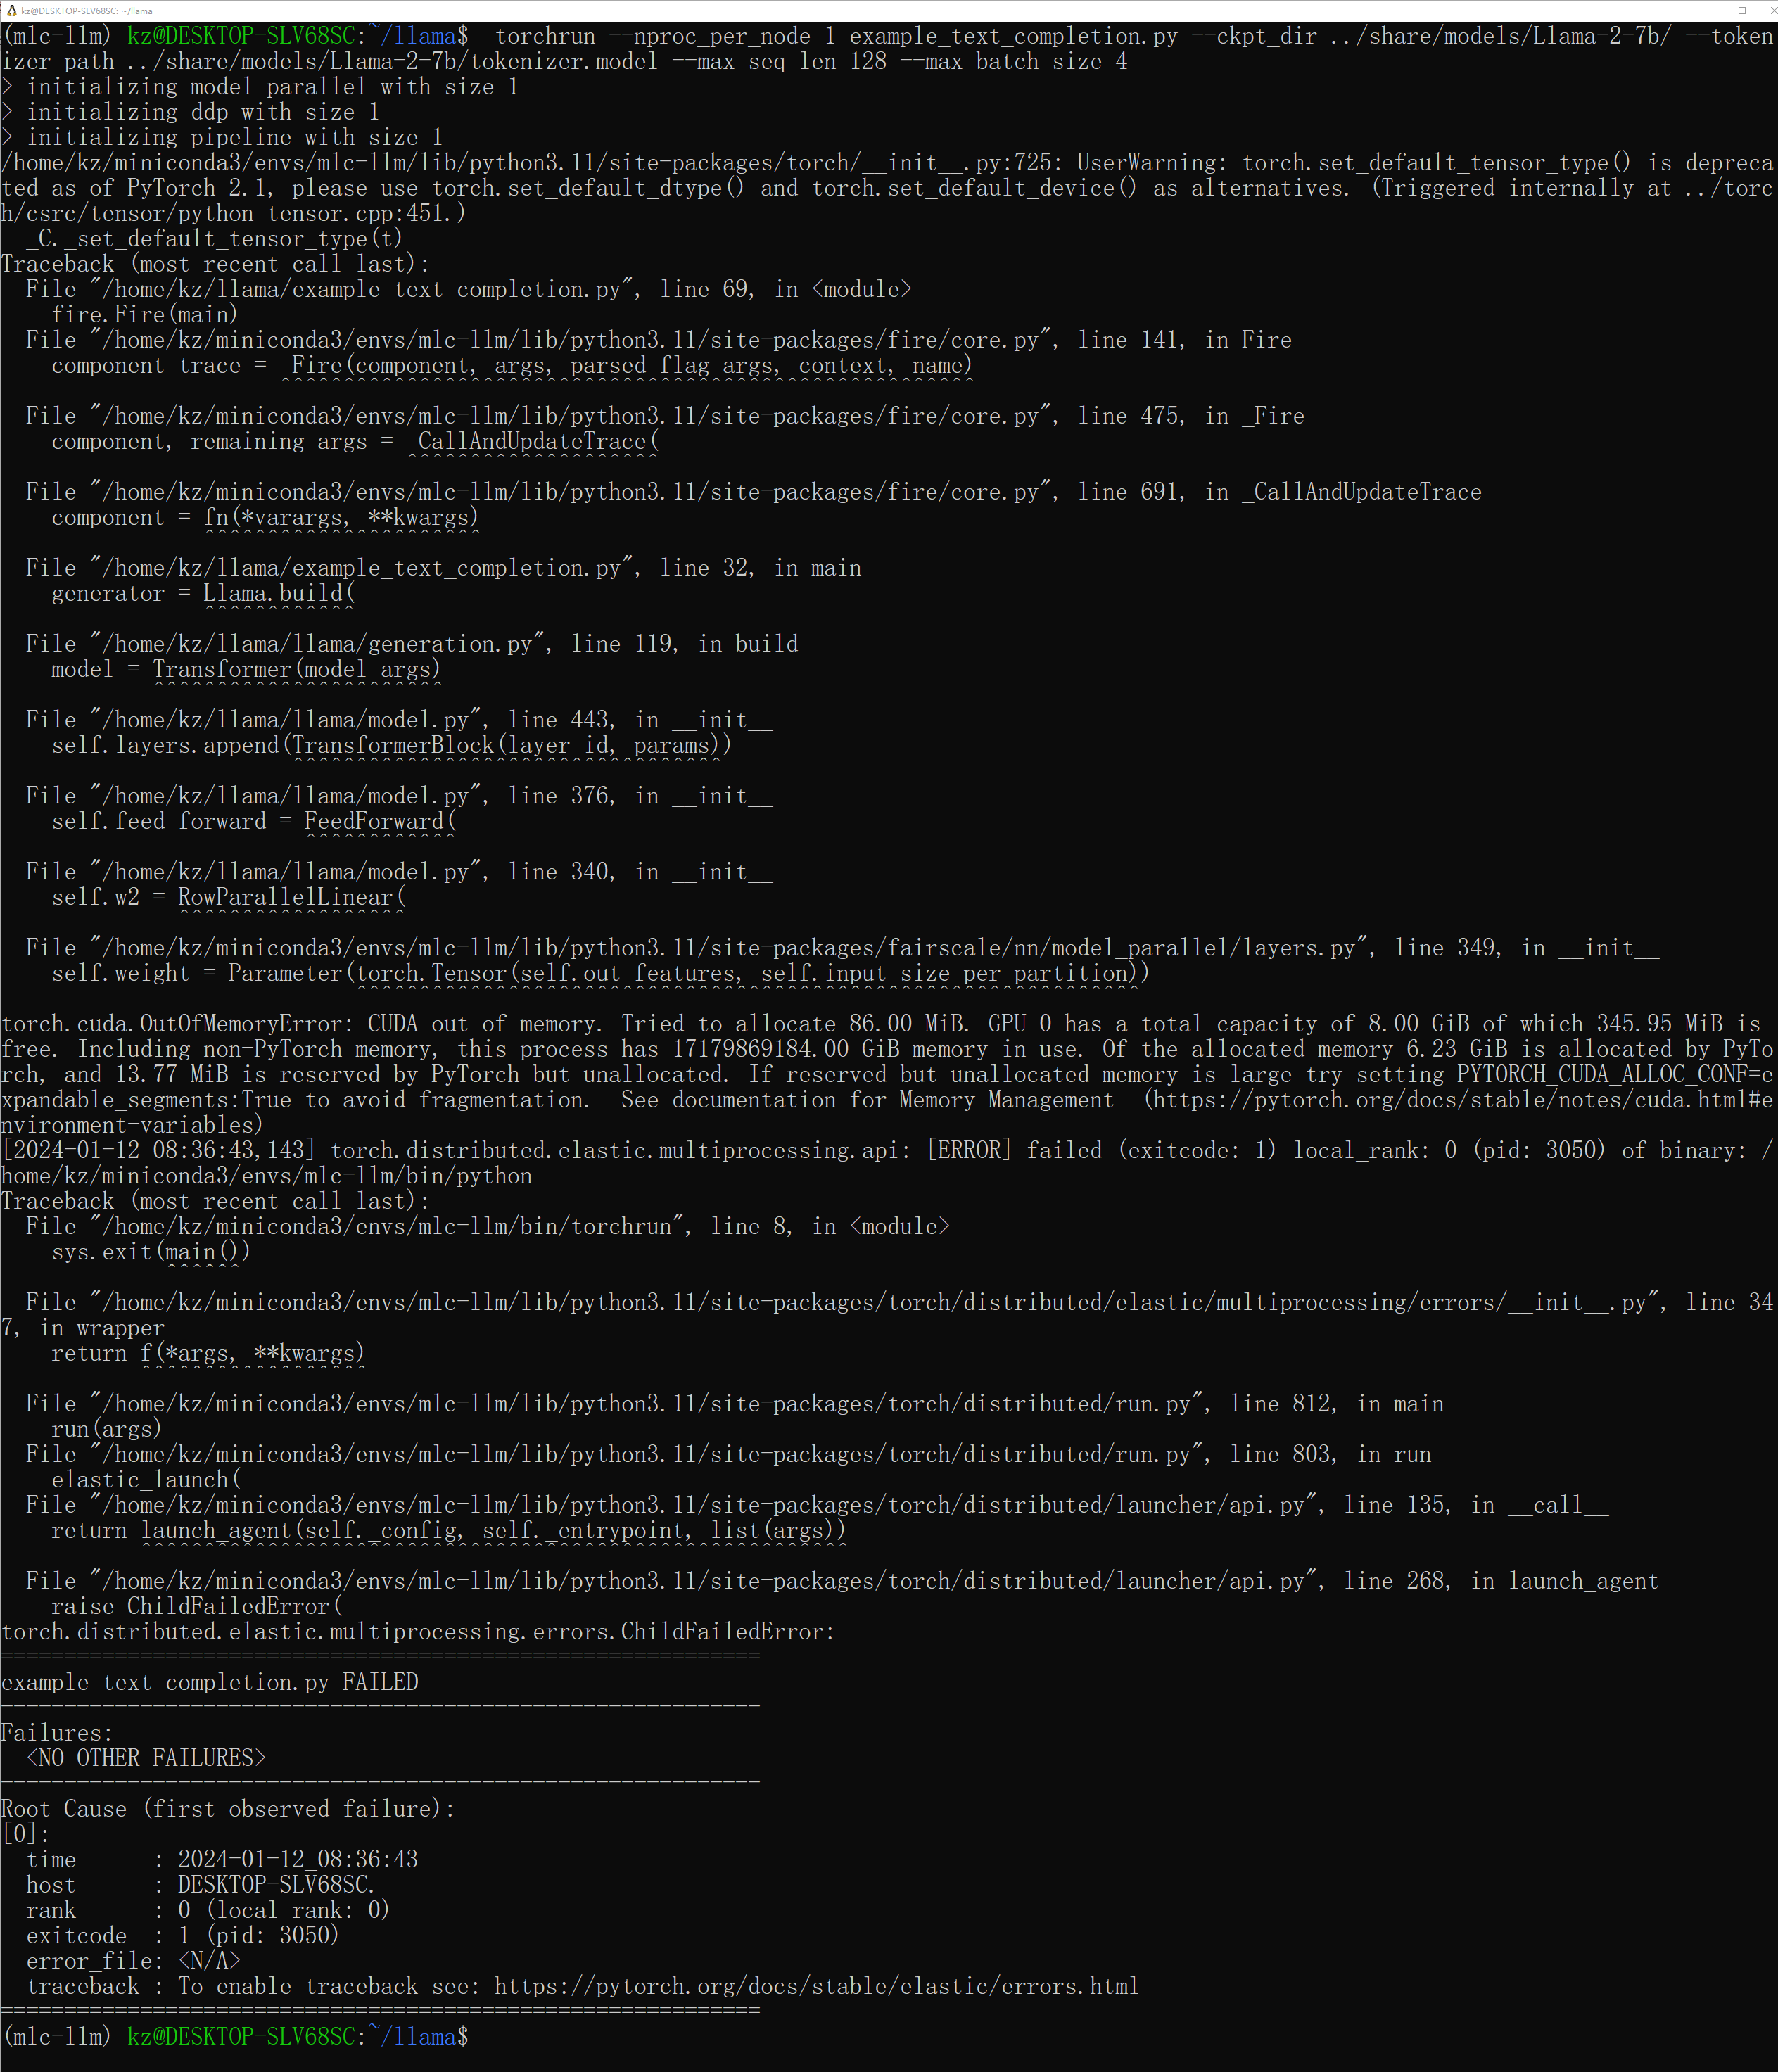 kz@DESKTOP-SLV68SC: ~/llama
(mlc-llm) kz@DESKTOP-SLV68SC:~/llama$  torchrun --nproc_per_node 1 example_text_completion.py --ckpt_dir ../share/models/Llama-2-7b/ --token
izer_path ../share/models/Llama-2-7b/tokenizer.model --max_seq_len 128 --max_batch_size 4
> initializing model parallel with size 1
> initializing ddp with size 1
> initializing pipeline with size 1
/home/kz/miniconda3/envs/mlc-llm/lib/python3.11/site-packages/torch/__init__.py:725: UserWarning: torch.set_default_tensor_type() is depreca
ted as of PyTorch 2.1, please use torch.set_default_dtype() and torch.set_default_device() as alternatives. (Triggered internally at ../torc
h/csrc/tensor/python_tensor.cpp:451.)
  _C._set_default_tensor_type(t)
Traceback (most recent call last):
  File "/home/kz/llama/example_text_completion.py", line 69, in <module>
    fire.Fire(main)
  File "/home/kz/miniconda3/envs/mlc-llm/lib/python3.11/site-packages/fire/core.py", line 141, in Fire
    component_trace = _Fire(component, args, parsed_flag_args, context, name)
                      ^^^^^^^^^^^^^^^^^^^^^^^^^^^^^^^^^^^^^^^^^^^^^^^^^^^^^^^
  File "/home/kz/miniconda3/envs/mlc-llm/lib/python3.11/site-packages/fire/core.py", line 475, in _Fire
    component, remaining_args = _CallAndUpdateTrace(
                                ^^^^^^^^^^^^^^^^^^^^
  File "/home/kz/miniconda3/envs/mlc-llm/lib/python3.11/site-packages/fire/core.py", line 691, in _CallAndUpdateTrace
    component = fn(*varargs, **kwargs)
                ^^^^^^^^^^^^^^^^^^^^^^
  File "/home/kz/llama/example_text_completion.py", line 32, in main
    generator = Llama.build(
                ^^^^^^^^^^^^
  File "/home/kz/llama/llama/generation.py", line 119, in build
    model = Transformer(model_args)
            ^^^^^^^^^^^^^^^^^^^^^^^
  File "/home/kz/llama/llama/model.py", line 443, in __init__
    self.layers.append(TransformerBlock(layer_id, params))
                       ^^^^^^^^^^^^^^^^^^^^^^^^^^^^^^^^^^
  File "/home/kz/llama/llama/model.py", line 376, in __init__
    self.feed_forward = FeedForward(
                        ^^^^^^^^^^^^
  File "/home/kz/llama/llama/model.py", line 340, in __init__
    self.w2 = RowParallelLinear(
              ^^^^^^^^^^^^^^^^^^
  File "/home/kz/miniconda3/envs/mlc-llm/lib/python3.11/site-packages/fairscale/nn/model_parallel/layers.py", line 349, in __init__
    self.weight = Parameter(torch.Tensor(self.out_features, self.input_size_per_partition))
                            ^^^^^^^^^^^^^^^^^^^^^^^^^^^^^^^^^^^^^^^^^^^^^^^^^^^^^^^^^^^^^^
torch.cuda.OutOfMemoryError: CUDA out of memory. Tried to allocate 86.00 MiB. GPU 0 has a total capacity of 8.00 GiB of which 345.95 MiB is
free. Including non-PyTorch memory, this process has 17179869184.00 GiB memory in use. Of the allocated memory 6.23 GiB is allocated by PyTo
rch, and 13.77 MiB is reserved by PyTorch but unallocated. If reserved but unallocated memory is large try setting PYTORCH_CUDA_ALLOC_CONF=e
xpandable_segments:True to avoid fragmentation.  See documentation for Memory Management  (https://pytorch.org/docs/stable/notes/cuda.html#e
nvironment-variables)
[2024-01-12 08:36:43,143] torch.distributed.elastic.multiprocessing.api: [ERROR] failed (exitcode: 1) local_rank: 0 (pid: 3050) of binary: /
home/kz/miniconda3/envs/mlc-llm/bin/python
Traceback (most recent call last):
  File "/home/kz/miniconda3/envs/mlc-llm/bin/torchrun", line 8, in <module>
    sys.exit(main())
             ^^^^^^
  File "/home/kz/miniconda3/envs/mlc-llm/lib/python3.11/site-packages/torch/distributed/elastic/multiprocessing/errors/__init__.py", line 34
7, in wrapper
    return f(*args, **kwargs)
           ^^^^^^^^^^^^^^^^^^
  File "/home/kz/miniconda3/envs/mlc-llm/lib/python3.11/site-packages/torch/distributed/run.py", line 812, in main
    run(args)
  File "/home/kz/miniconda3/envs/mlc-llm/lib/python3.11/site-packages/torch/distributed/run.py", line 803, in run
    elastic_launch(
  File "/home/kz/miniconda3/envs/mlc-llm/lib/python3.11/site-packages/torch/distributed/launcher/api.py", line 135, in __call__
    return launch_agent(self._config, self._entrypoint, list(args))
           ^^^^^^^^^^^^^^^^^^^^^^^^^^^^^^^^^^^^^^^^^^^^^^^^^^^^^^^^
  File "/home/kz/miniconda3/envs/mlc-llm/lib/python3.11/site-packages/torch/distributed/launcher/api.py", line 268, in launch_agent
    raise ChildFailedError(
torch.distributed.elastic.multiprocessing.errors.ChildFailedError:
============================================================
example_text_completion.py FAILED
------------------------------------------------------------
Failures:
  <NO_OTHER_FAILURES>
------------------------------------------------------------
Root Cause (first observed failure):
[0]:
  time      : 2024-01-12_08:36:43
  host      : DESKTOP-SLV68SC.
  rank      : 0 (local_rank: 0)
  exitcode  : 1 (pid: 3050)
  error_file: <N/A>
  traceback : To enable traceback see: https://pytorch.org/docs/stable/elastic/errors.html
============================================================
(mlc-llm) kz@DESKTOP-SLV68SC:~/llama$